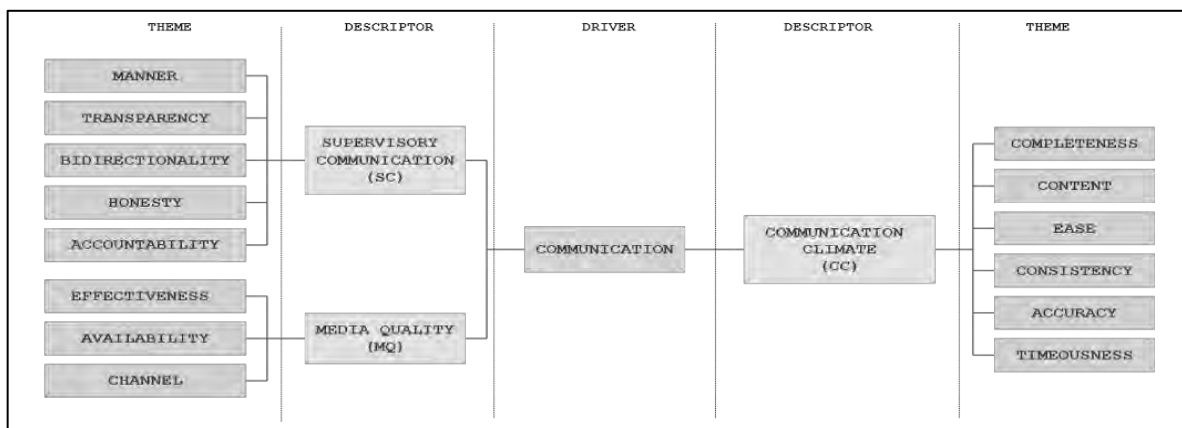 THEME
DESCRIPTOR
DRIVER
DESCRIPTOR
THEME
MANNER
TRANSPARENCY
BIDIRECTIONALITY
HONESTY
ACCOUNTABILITY
EFFECTIVENESS
AVAILABILITY
CHANNEL
SUPERVISORY
COMMUNICATION
(SC)
MEDIA QUALITY
(MQ)
COMMUNICATION
COMMUNICATION
CLIMATE
(CC)
COMPLETENESS
CONTENT
EASE
CONSISTENCY
ACCURACY
TIMEOUSNESS